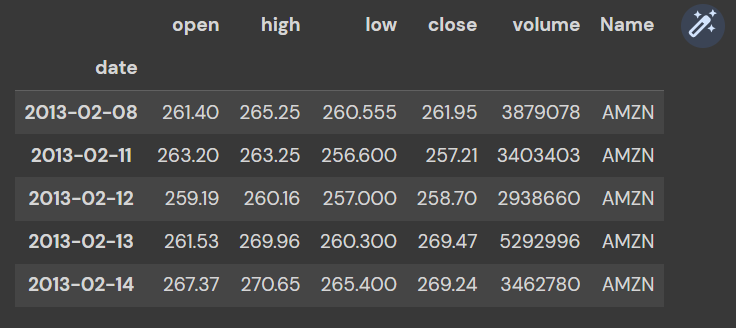 open high low close volume Name
date
2013-02-08 261.40 265.25 260.555 261.95 3879078 AMZN
2013-02-11 263.20 263.25 256.600 257.21 3403403 AMZN
2013-02-12 259.19 260.16 257.000 258.70 2938660 AMZN
2013-02-13 261.53 269.96 260.300 269.47 5292996 AMZN
2013-02-14 267.37 270.65 265.400 269.24 3462780 AMZN